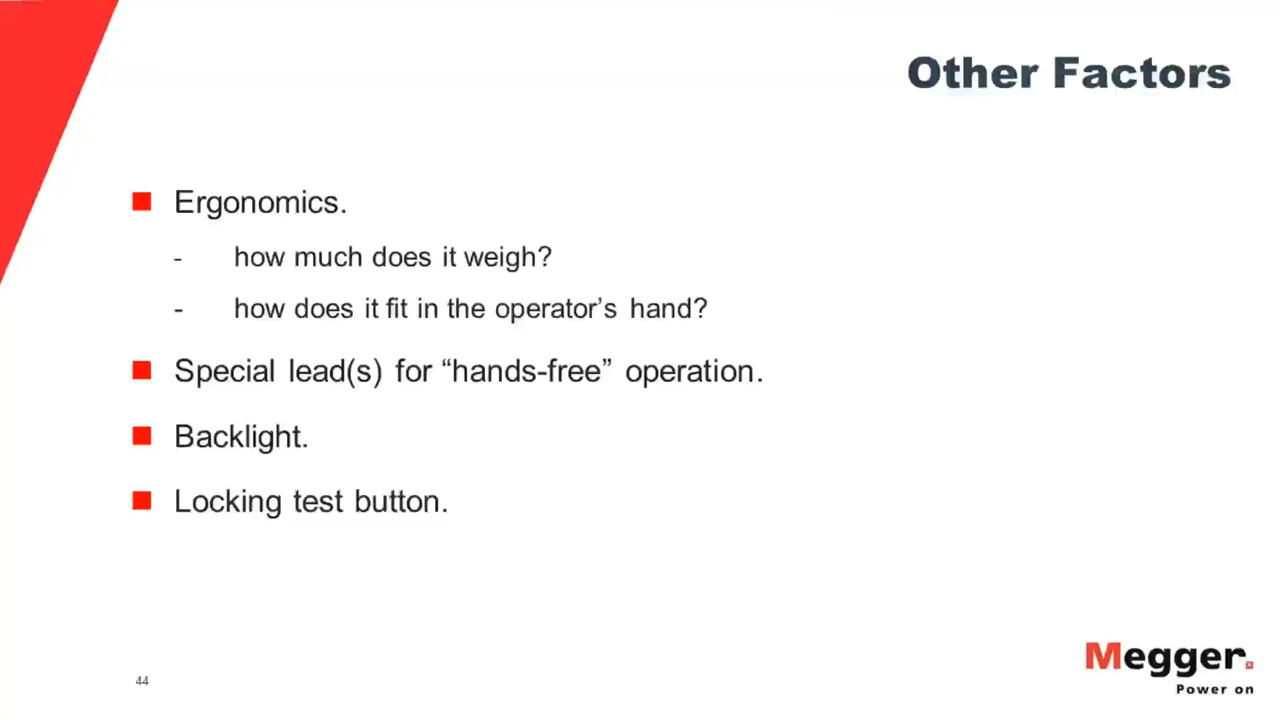 Other Factors
■ Ergonomics.
- how much does it weigh?
- how does it fit in the operator’s hand?
■ Special lead(s) for “hands-free” operation.
■ Backlight.
■ Locking test button.
44
Megger.
Power on